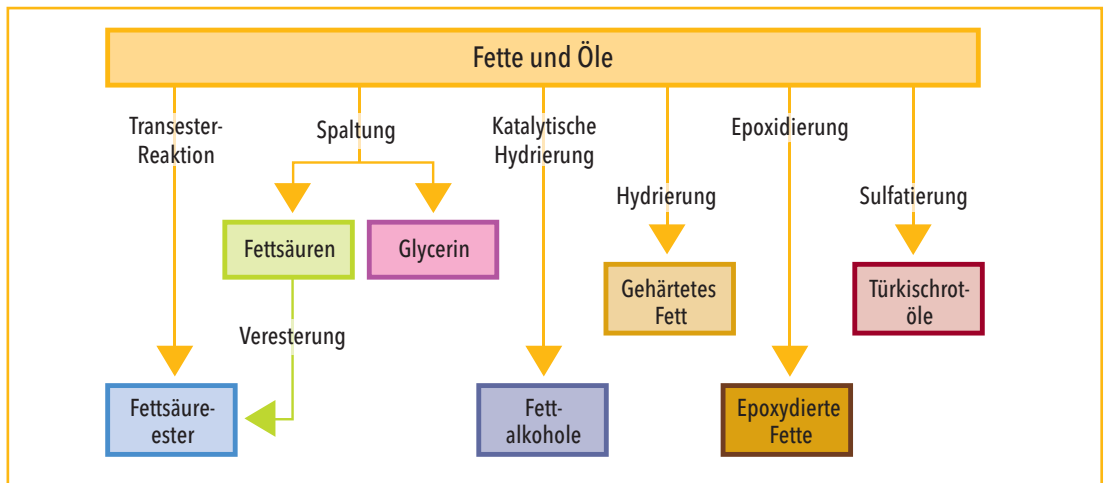 Fette und Öle
Transester-
Reaktion
Spaltung
Katalytische
Hydrierung
Epoxidierung
Hydrierung
Sulfatierung
Fettsäuren
Glycerin
Gehärtetes
Fett
Türkischrot-
öle
Veresterung
Fettsäure-
ester
Fett-
alkohole
Epoxydierte
Fette